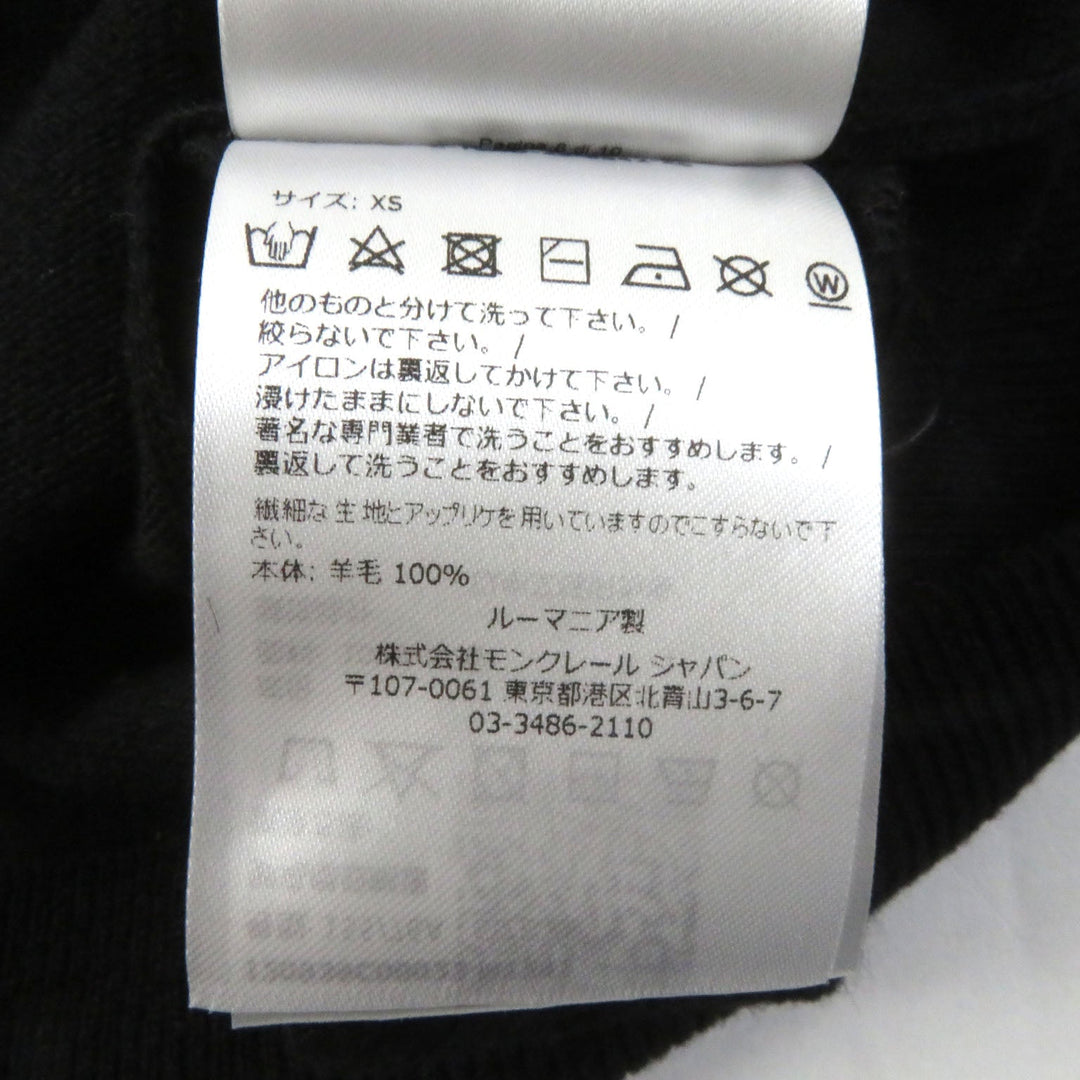 サイズ: XS
W
他のものと分けて洗って下さい。 /
絞らないで下さい。 /
アイロンは裏返してかけて下さい。 /
浸けたままにしないで下さい。 /
著名な専門業者で洗うことをおすすめします。 /
裏返して洗うことをおすすめします。
繊細な生地とアップリケを用いていますのでこすらないで下
さい。
本体: 羊毛 100%
ルーマニア製
株式会社モンクレール ジャパン
〒107-0061 東京都港区北青山3-6-7
03-3486-2110